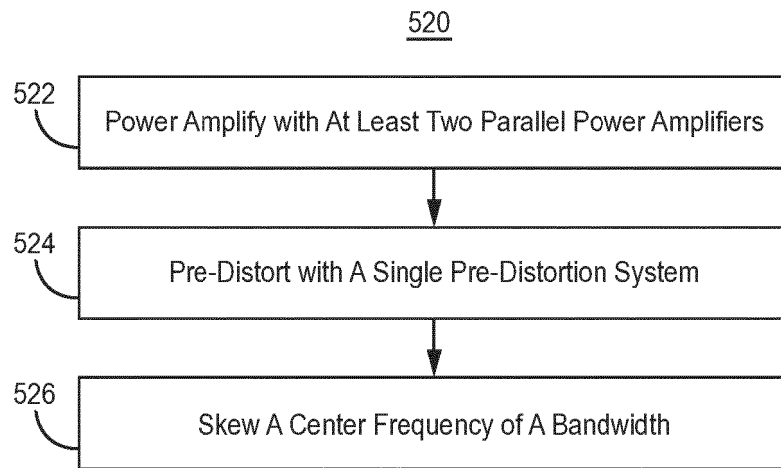 520
522
Power Amplify with At Least Two Parallel Power Amplifiers
524
Pre-Distort with A Single Pre-Distortion System
526
Skew A Center Frequency of A Bandwidth